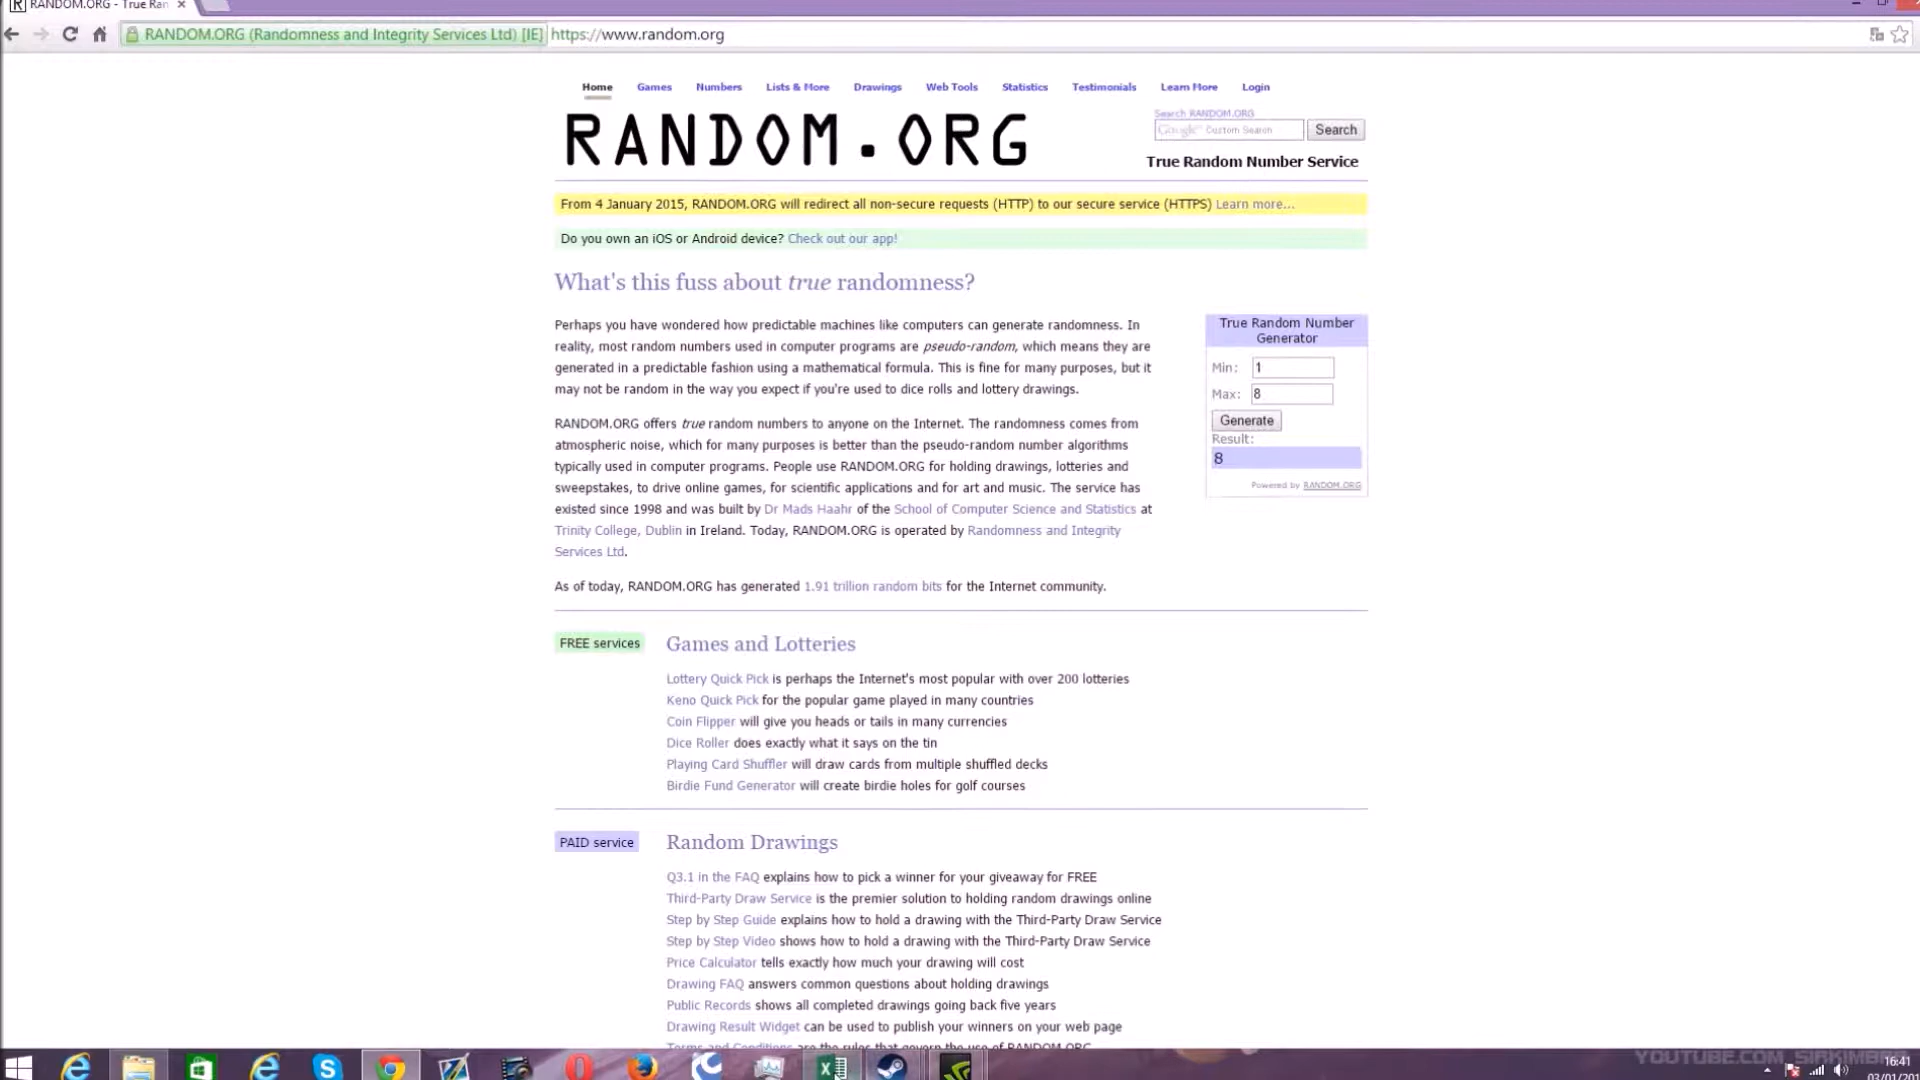 RANDOM.ORG - True Ran
RANDOM.ORG (Randomness and Integrity Services Ltd) [IE] https://www.random.org
Home Games Numbers Lists & More Drawings Web Tools Statistics Testimonials Learn More Login
RANDOM.ORG
Search RANDOM.ORG
Google™ Custom Search Search
True Random Number Service
From 4 January 2015, RANDOM.ORG will redirect all non-secure requests (HTTP) to our secure service (HTTPS) Learn more...
Do you own an iOS or Android device? Check out our app!
What's this fuss about true randomness?
Perhaps you have wondered how predictable machines like computers can generate randomness. In
reality, most random numbers used in computer programs are pseudo-random, which means they are
generated in a predictable fashion using a mathematical formula. This is fine for many purposes, but it
may not be random in the way you expect if you're used to dice rolls and lottery drawings.
RANDOM.ORG offers true random numbers to anyone on the Internet. The randomness comes from
atmospheric noise, which for many purposes is better than the pseudo-random number algorithms
typically used in computer programs. People use RANDOM.ORG for holding drawings, lotteries and
sweepstakes, to drive online games, for scientific applications and for art and music. The service has
existed since 1998 and was built by Dr Mads Haahr of the School of Computer Science and Statistics at
Trinity College, Dublin in Ireland. Today, RANDOM.ORG is operated by Randomness and Integrity
Services Ltd.
As of today, RANDOM.ORG has generated 1.91 trillion random bits for the Internet community.
True Random Number
Generator
Min: 1
Max: 8
Generate
Result:
8
Powered by RANDOM.ORG
FREE services
Games and Lotteries
Lottery Quick Pick is perhaps the Internet's most popular with over 200 lotteries
Keno Quick Pick for the popular game played in many countries
Coin Flipper will give you heads or tails in many currencies
Dice Roller does exactly what it says on the tin
Playing Card Shuffler will draw cards from multiple shuffled decks
Birdie Fund Generator will create birdie holes for golf courses
PAID service
Random Drawings
Q3.1 in the FAQ explains how to pick a winner for your giveaway for FREE
Third-Party Draw Service is the premier solution to holding random drawings online
Step by Step Guide explains how to hold a drawing with the Third-Party Draw Service
Step by Step Video shows how to hold a drawing with the Third-Party Draw Service
Price Calculator tells exactly how much your drawing will cost
Drawing FAQ answers common questions about holding drawings
Public Records shows all completed drawings going back five years
Drawing Result Widget can be used to publish your winners on your web page
Terms and Conditions are the rules that govern the use of RANDOM.ORG
16:41
03/01/201